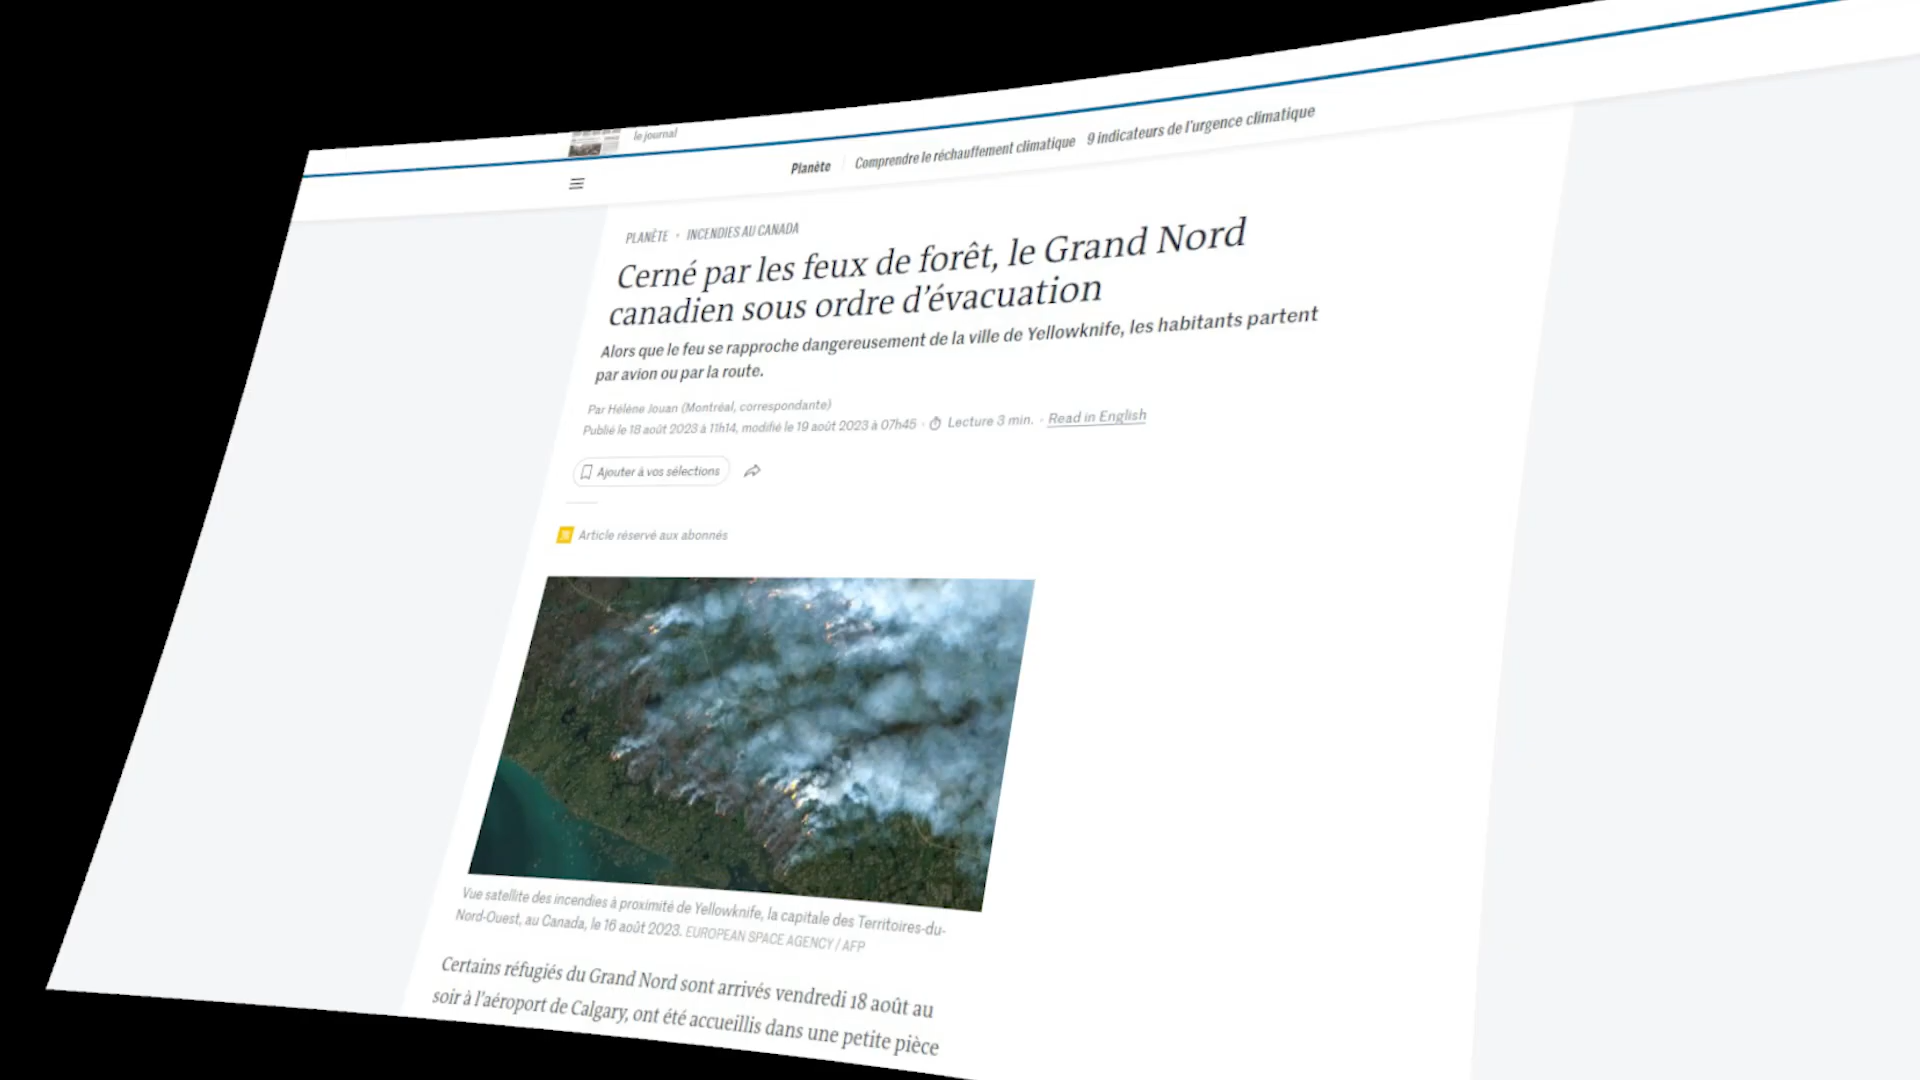 le journal
Planète
Comprendre le réchauffement climatique
9 indicateurs de l'urgence climatique
PLANÈTE • INCENDIES AU CANADA
Cerné par les feux de forêt, le Grand Nord
canadien sous ordre d'évacuation
Alors que le feu se rapproche dangereusement de la ville de Yellowknife, les habitants partent
par avion ou par la route.
Par Hélène Jouan (Montréal, correspondante)
Publié le 18 août 2023 à 11h14, modifié le 19 août 2023 à 07h45 · Lecture 3 min. · Read in English
Ajouter à vos sélections
Article réservé aux abonnés
Vue satellite des incendies à proximité de Yellowknife, la capitale des Territoires-du-
Nord-Ouest, au Canada, le 16 août 2023. EUROPEAN SPACE AGENCY / AFP
Certains réfugiés du Grand Nord sont arrivés vendredi 18 août au
soir à l'aéroport de Calgary, ont été accueillis dans une petite pièce